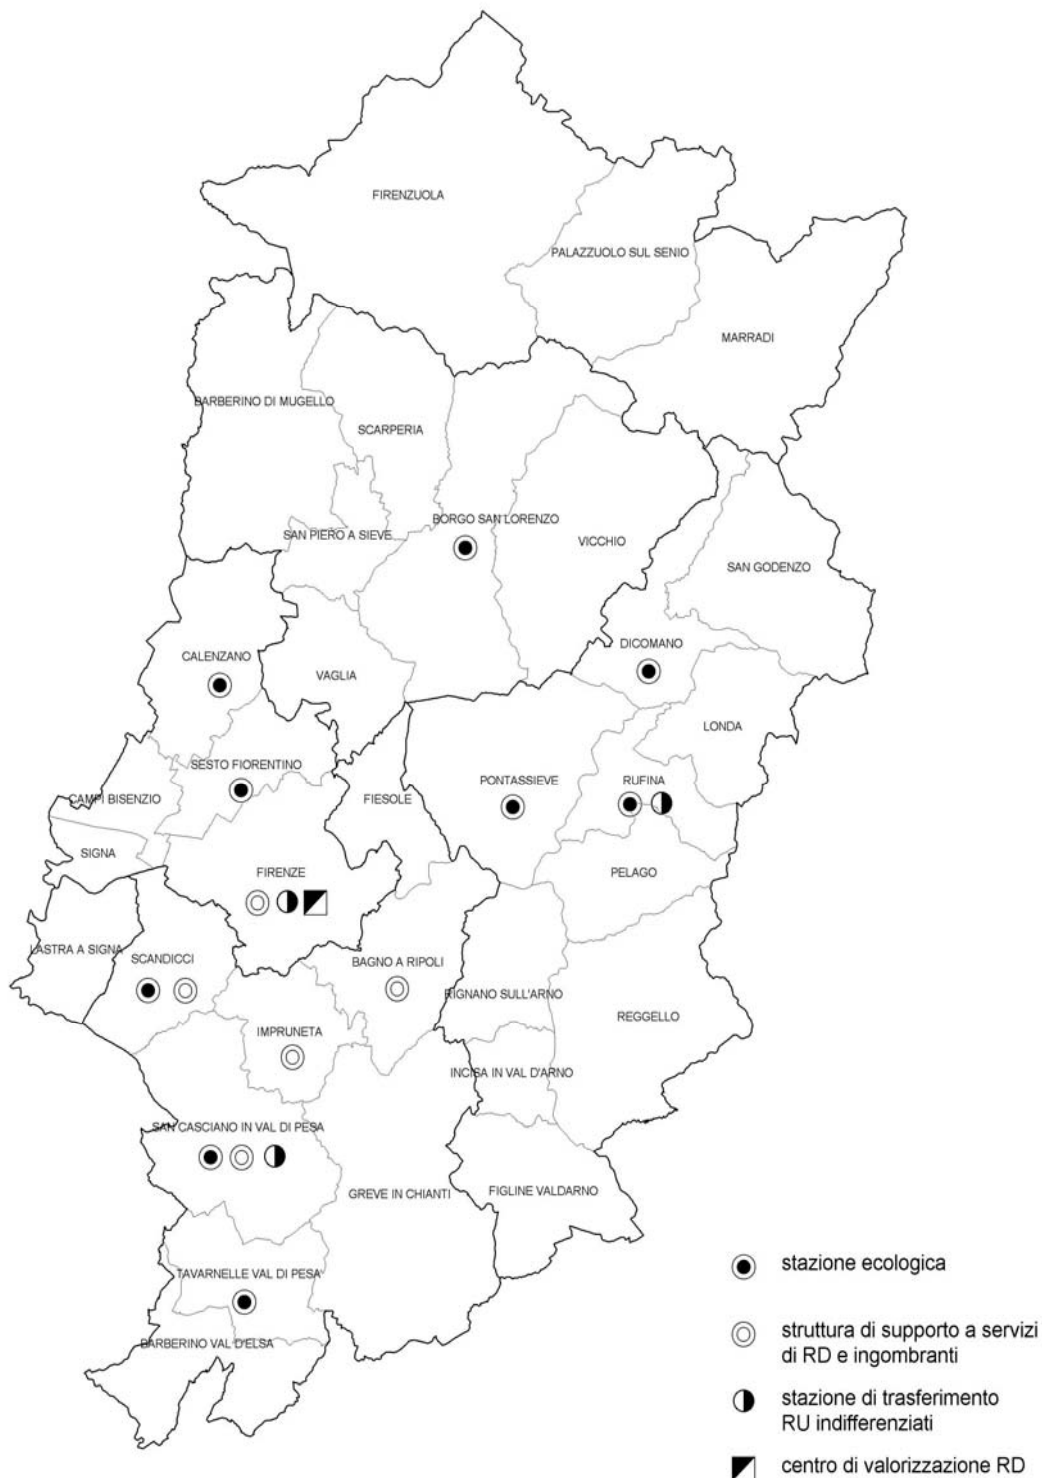 FIRENZUOLA
PALAZZUOLO SUL SENIO
MARRADI
BARBERINO DI MUGELLO
SCARPERIA
BORGO SAN LORENZO
SAN PIERO A SIEVE
VICCHIO
SAN GODENZO
DICOMANO
CALENZANO
VAGLIA
LONDA
SESTO FIORENTINO
PONTASSIEVE
RUFINA
CAMPI BISENZIO
FIESOLE
SIGNA
FIRENZE
PELAGO
LASTRA A SIGNA
SCANDICCI
BAGNO A RIPOLI
RIGNANO SULL'ARNO
REGGELLO
IMPRUNETA
INCISA IN VAL D'ARNO
SAN CASCIANO IN VAL DI PESA
GREVE IN CHIANTI
FIGLINE VALDARNO
TAVARNELLE VAL DI PESA
BARBERINO VAL D'ELSA
stazione ecologica
struttura di supporto a servizi
di RD e ingombranti
stazione di trasferimento
RU indifferenziati
centro di valorizzazione RD